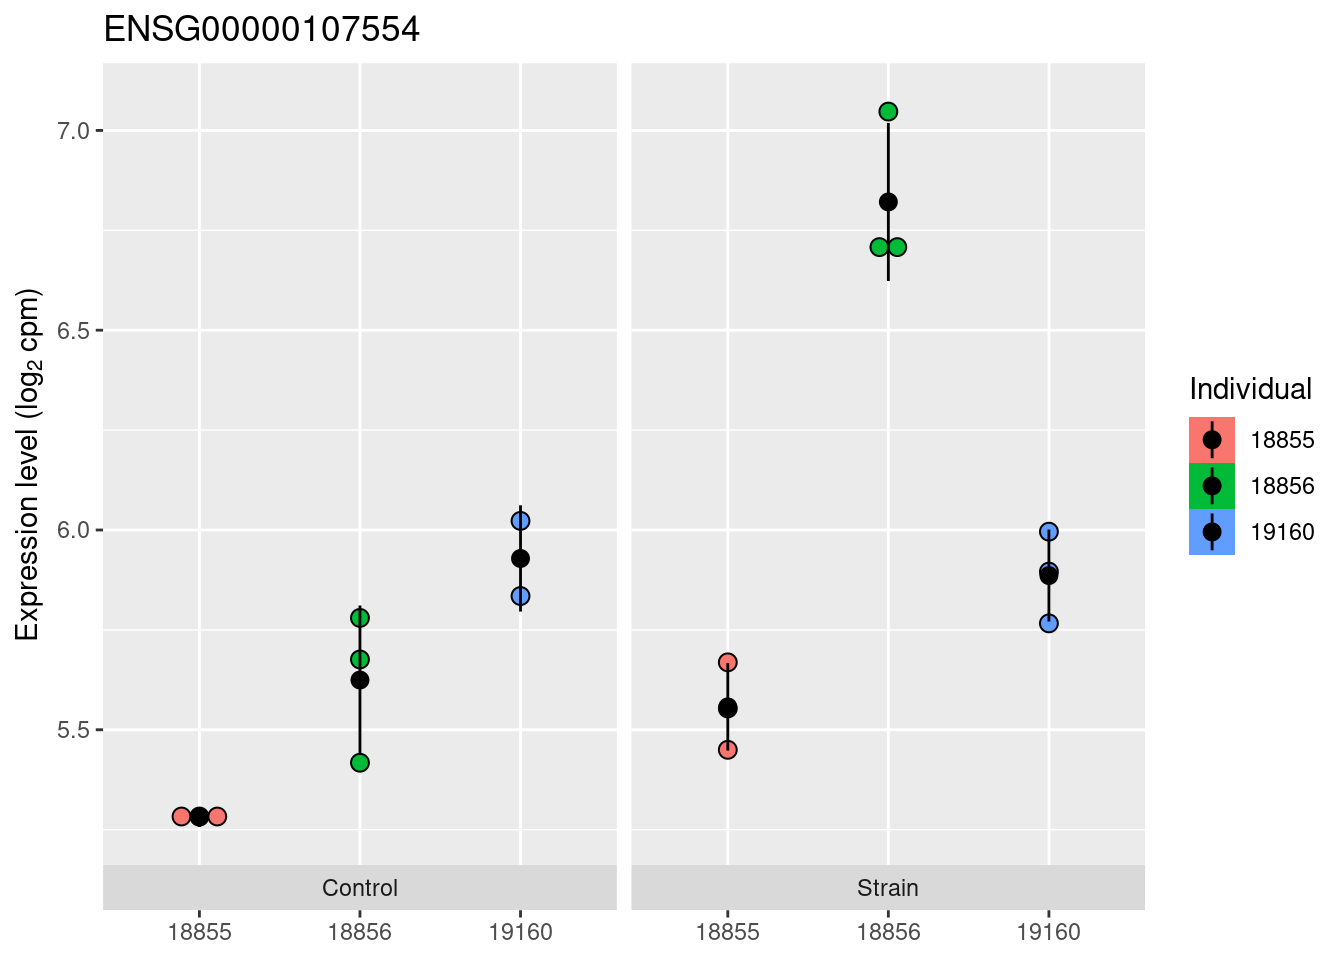 ENSG00000107554
Expression level (log₂ cpm)
7.0
6.5
6.0
5.5
Control
Strain
18855
18856
19160
18855
18856
19160
Individual
18855
18856
19160